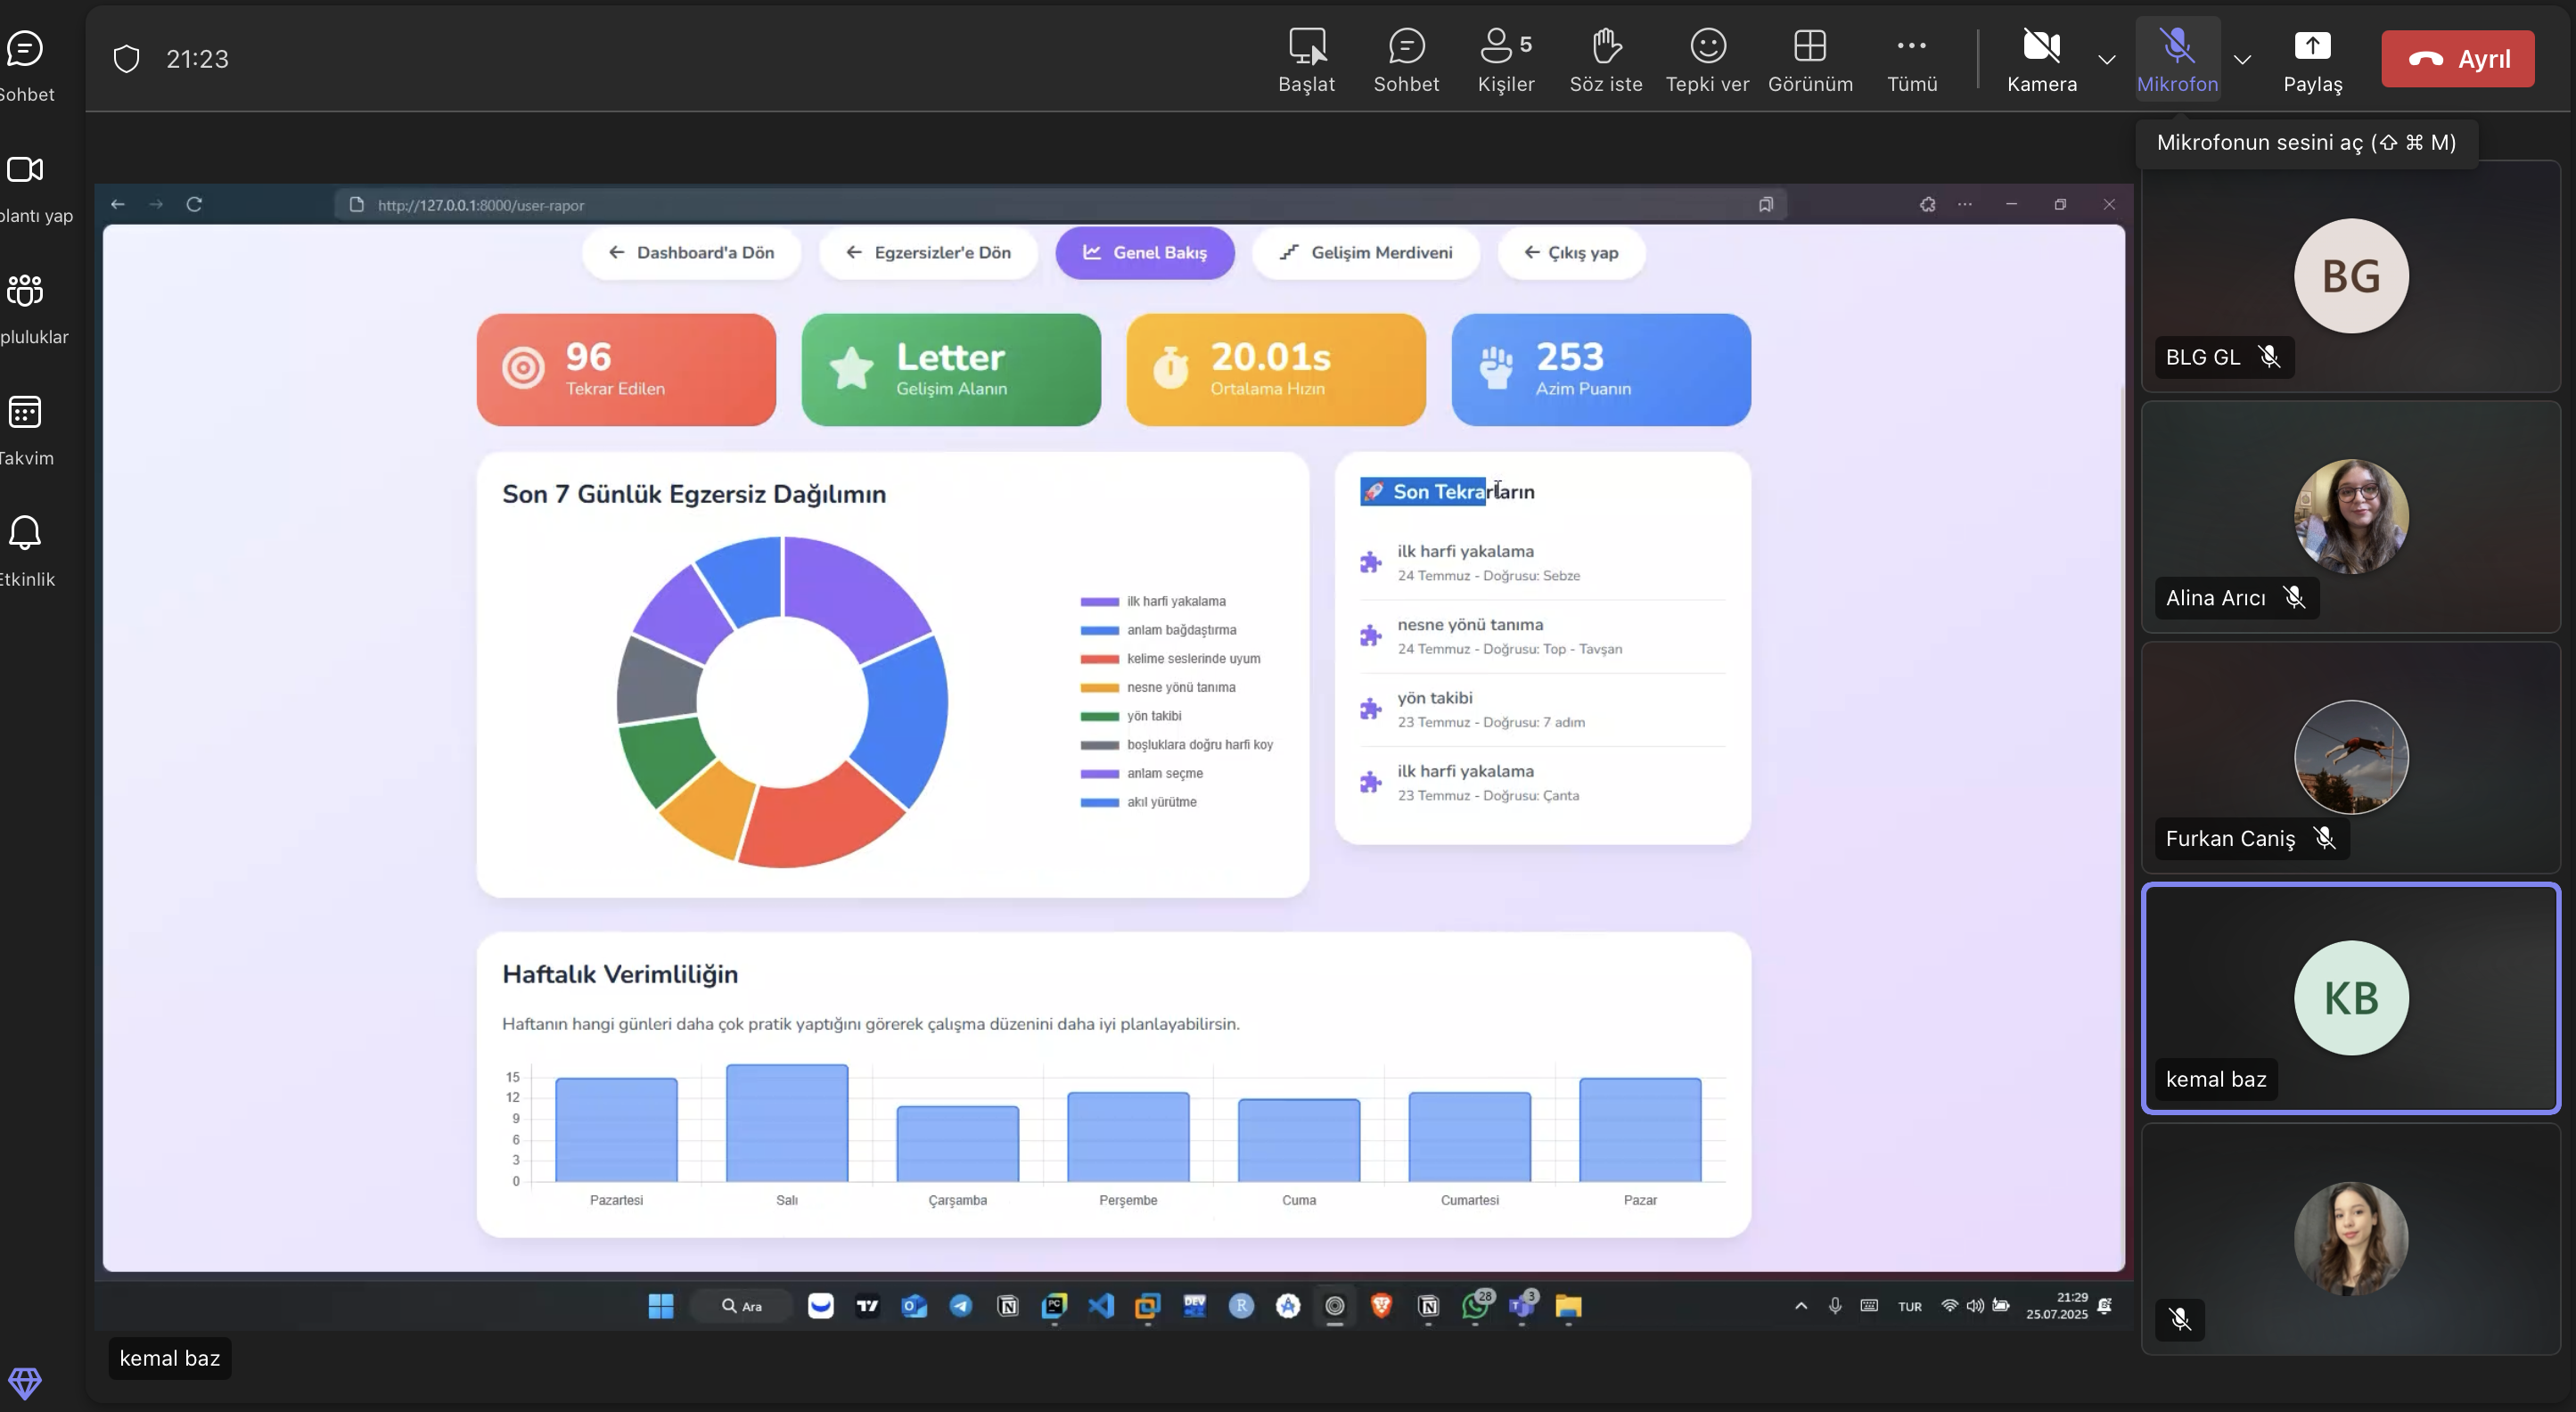 21:23
Başlat
Sohbet
5
Kişiler
Söz iste
Tepki ver
Görünüm
Tümü
Kamera
Mikrofon
Paylaş
Ayrıl
Mikrofonun sesini aç (⇧ ⌘ M)
Sohbet
plantı yap
pluluklar
Takvim
Etkinlik
http://127.0.0.1:8000/user-rapor
Dashboard'a Dön
Egzersizler'e Dön
Genel Bakış
Gelişim Merdiveni
Çıkış yap
96
Tekrar Edilen
Letter
Gelişim Alanın
20.01s
Ortalama Hızın
253
Azim Puanın
Son 7 Günlük Egzersiz Dağılımın
ilk harfi yakalama
anlam bağdaştırma
kelime seslerinde uyum
nesne yönü tanıma
yön takibi
boşluklara doğru harfi koy
anlam seçme
akıl yürütme
🚀 Son Tekrarların
ilk harfi yakalama
24 Temmuz - Doğrusu: Sebze
nesne yönü tanıma
24 Temmuz - Doğrusu: Top - Tavşan
yön takibi
23 Temmuz - Doğrusu: 7 adım
ilk harfi yakalama
23 Temmuz - Doğrusu: Çanta
Haftalık Verimliliğin
Haftanın hangi günleri daha çok pratik yaptığını görerek çalışma düzenini daha iyi planlayabilirsin.
15
12
9
6
3
0
Pazartesi
Salı
Çarşamba
Perşembe
Cuma
Cumartesi
Pazar
Ara
PC
DEV
R
28
3
TUR
21:29
25.07.2025
kemal baz
BG
BLG GL
Alina Arıcı
Furkan Caniş
KB
kemal baz